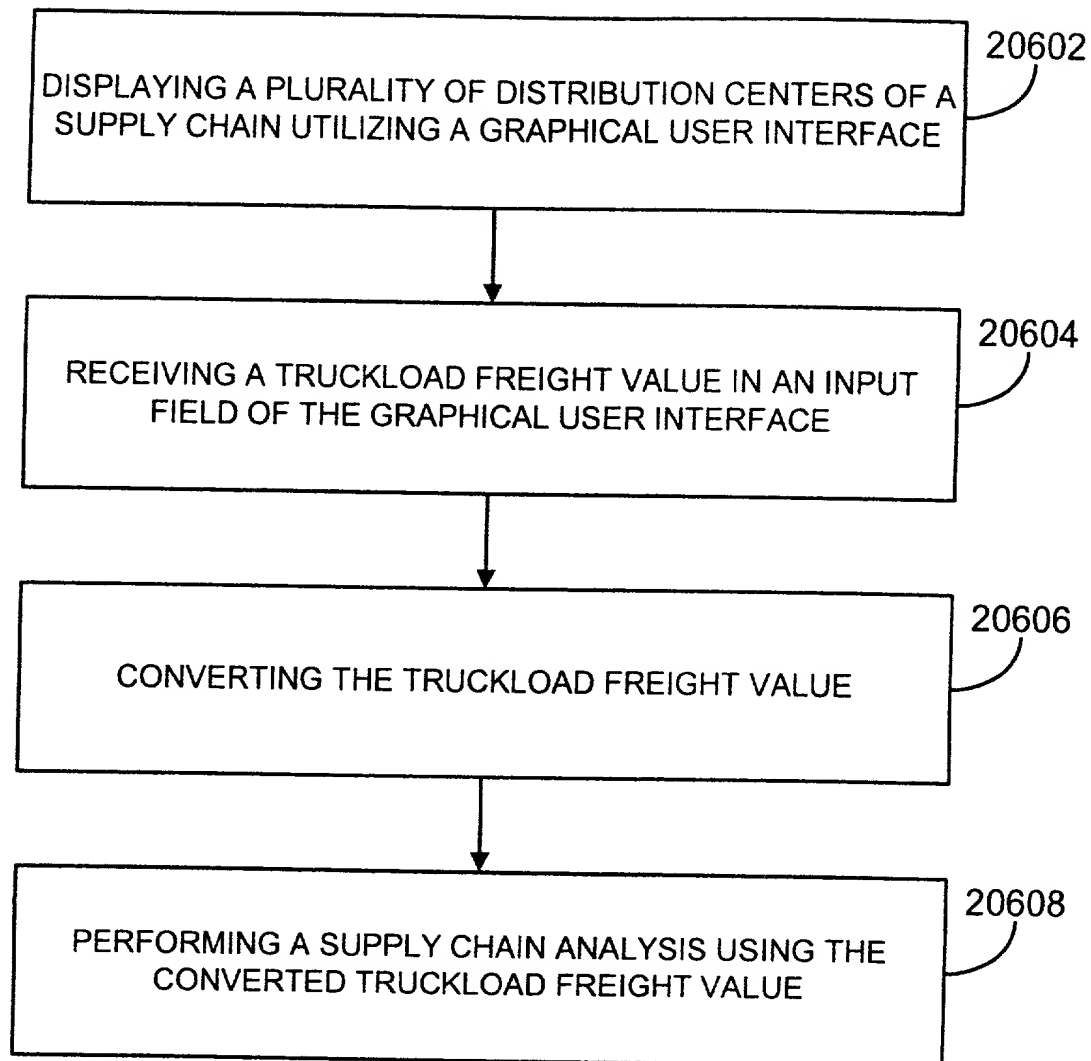 20602
DISPLAYING A PLURALITY OF DISTRIBUTION CENTERS OF A
SUPPLY CHAIN UTILIZING A GRAPHICAL USER INTERFACE
20604
RECEIVING A TRUCKLOAD FREIGHT VALUE IN AN INPUT
FIELD OF THE GRAPHICAL USER INTERFACE
20606
CONVERTING THE TRUCKLOAD FREIGHT VALUE
20608
PERFORMING A SUPPLY CHAIN ANALYSIS USING THE
CONVERTED TRUCKLOAD FREIGHT VALUE